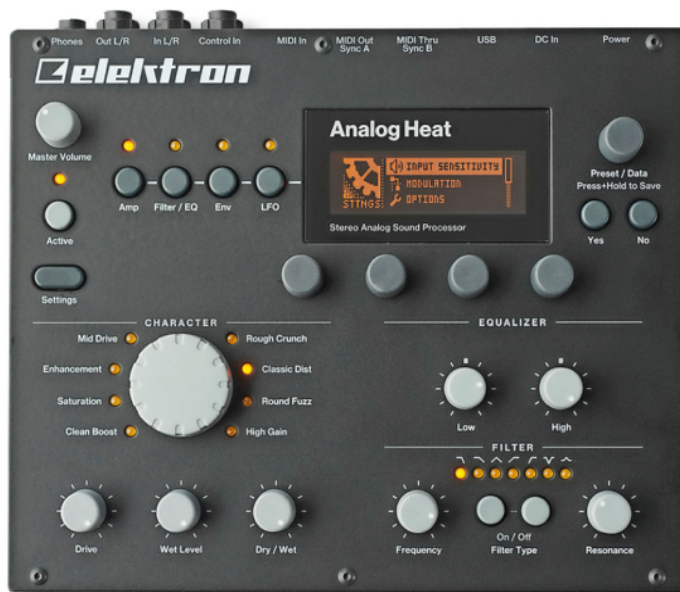 Phones
Out L/R
In L/R
Control In
MIDI In
MIDI Out
Sync A
MIDI Thru
Sync B
USB
DC In
Power
elektron
Master Volume
Analog Heat
INPUT SENSITIVITY
MODULATION
OPTIONS
STTNGS
Stereo Analog Sound Processor
Preset / Data
Press+Hold to Save
Yes
No
Amp
Filter / EQ
Env
LFO
Active
Settings
CHARACTER
Mid Drive
Rough Crunch
Enhancement
Classic Dist
Saturation
Round Fuzz
Clean Boost
High Gain
EQUALIZER
Low
High
FILTER
Drive
Wet Level
Dry / Wet
Frequency
On / Off
Filter Type
Resonance